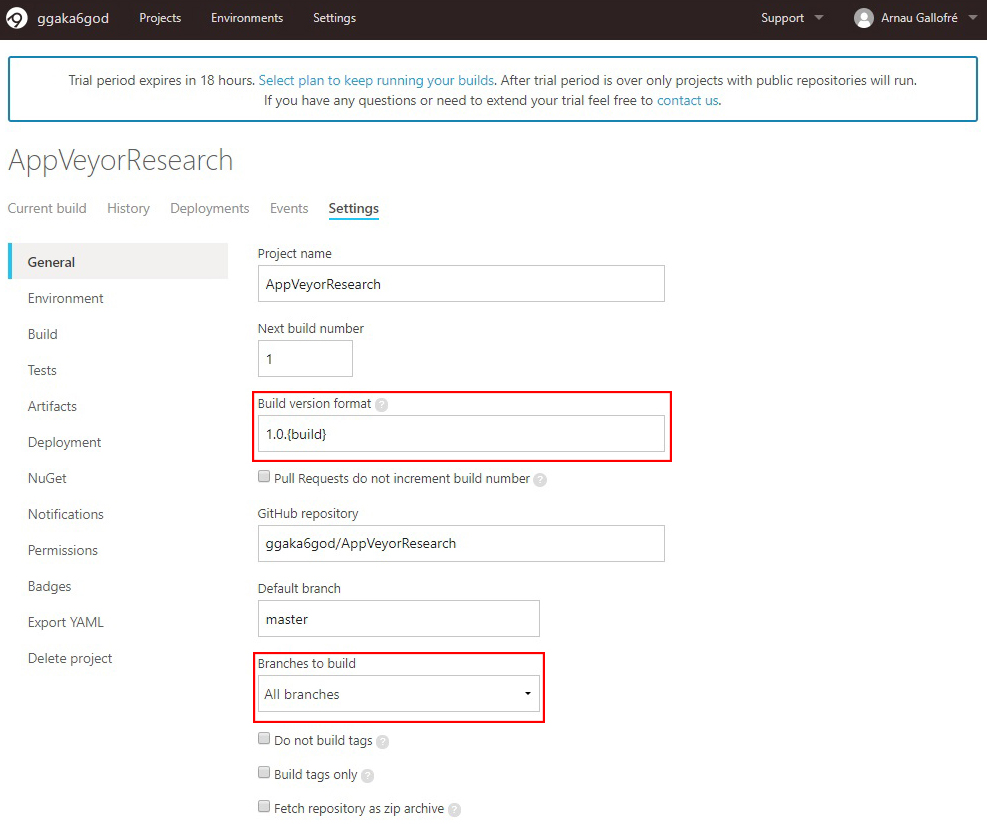 ggaka6god Projects Environments Settings Support Arnau Gallofré
Trial period expires in 18 hours. Select plan to keep running your builds. After trial period is over only projects with public repositories will run.
If you have any questions or need to extend your trial feel free to contact us.
AppVeyorResearch
Current build History Deployments Events Settings
General
Environment
Build
Tests
Artifacts
Deployment
NuGet
Notifications
Permissions
Badges
Export YAML
Delete project
Project name
AppVeyorResearch
Next build number
1
Build version format ?
1.0.{build}
Pull Requests do not increment build number ?
GitHub repository
ggaka6god/AppVeyorResearch
Default branch
master
Branches to build
All branches
Do not build tags ?
Build tags only ?
Fetch repository as zip archive ?